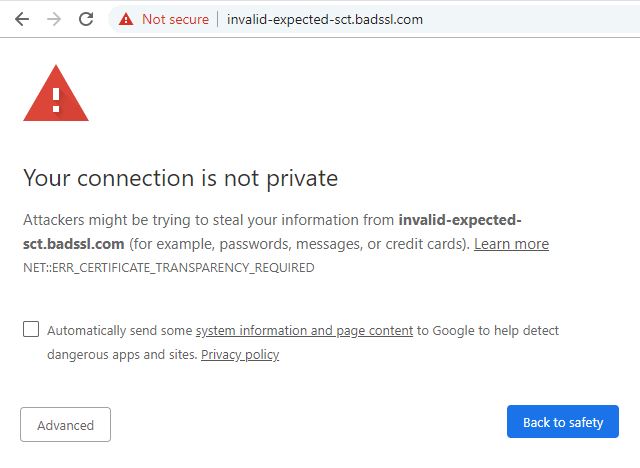 Not secure | invalid-expected-sct.badssl.com
!
Your connection is not private
Attackers might be trying to steal your information from invalid-expected-
sct.badssl.com (for example, passwords, messages, or credit cards). Learn more
NET::ERR_CERTIFICATE_TRANSPARENCY_REQUIRED
Automatically send some system information and page content to Google to help detect
dangerous apps and sites. Privacy policy
Advanced
Back to safety